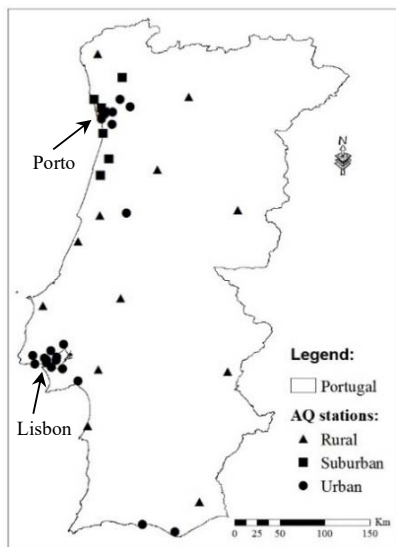 Porto
N
Lisbon
Legend:
Portugal
AQ stations:
Rural
Suburban
Urban
Km
0 25 50 100 150